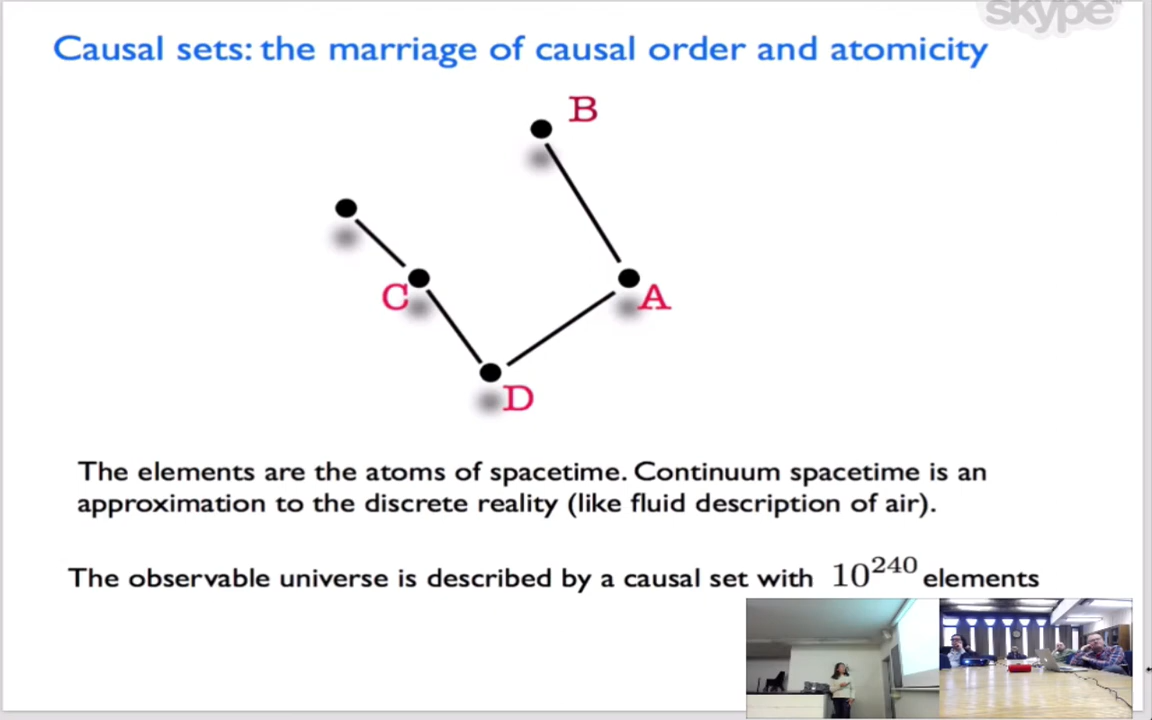 skype
Causal sets: the marriage of causal order and atomicity
B
C
A
D
The elements are the atoms of spacetime. Continuum spacetime is an
approximation to the discrete reality (like fluid description of air).
The observable universe is described by a causal set with 10^240 elements